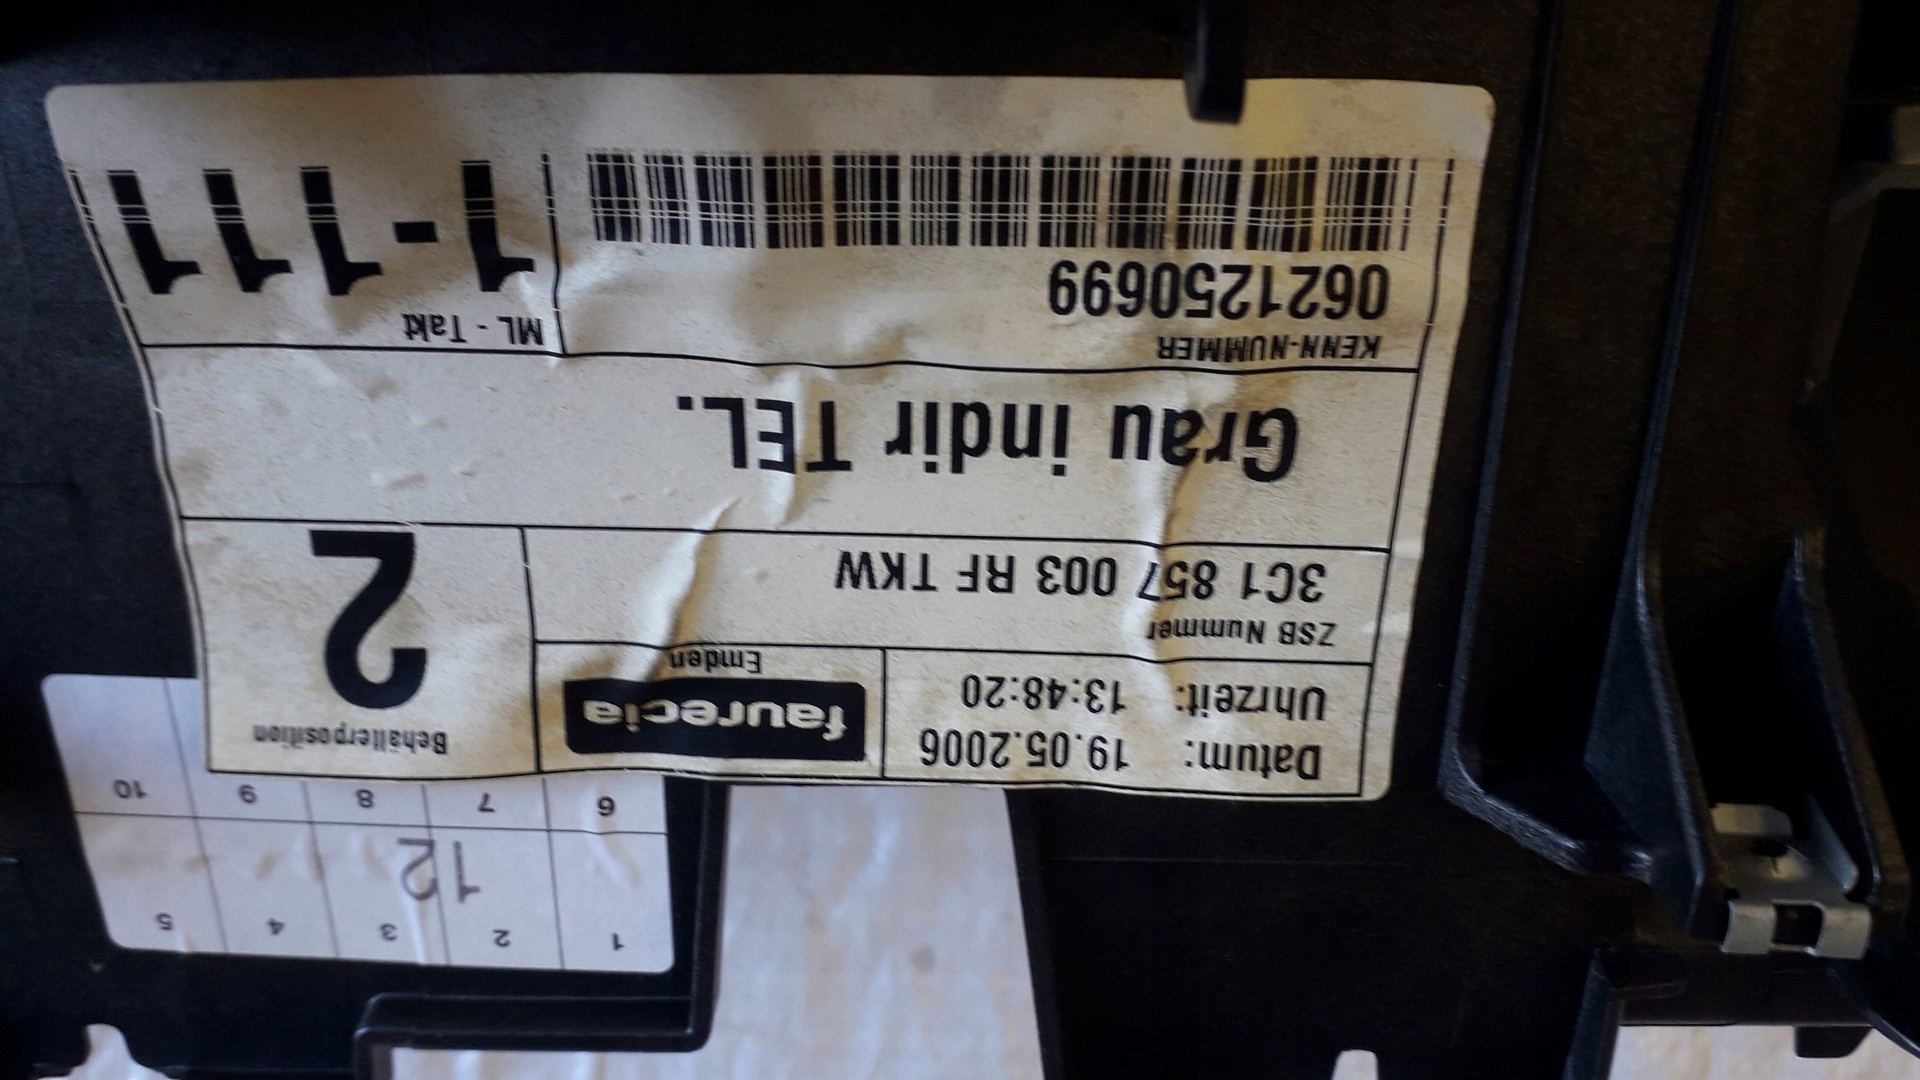 Datum: 19.05.2006
Uhrzeit: 13:48:20
faurecia
Emden
Behälterposition
2
ZSB Nummer
3C1 857 003 RF TKW
Grau indir TEL.
KENN-NUMMER
0621250699
ML - Takt
1-111
1 2 3 4 5
12
6 7 8 9 10